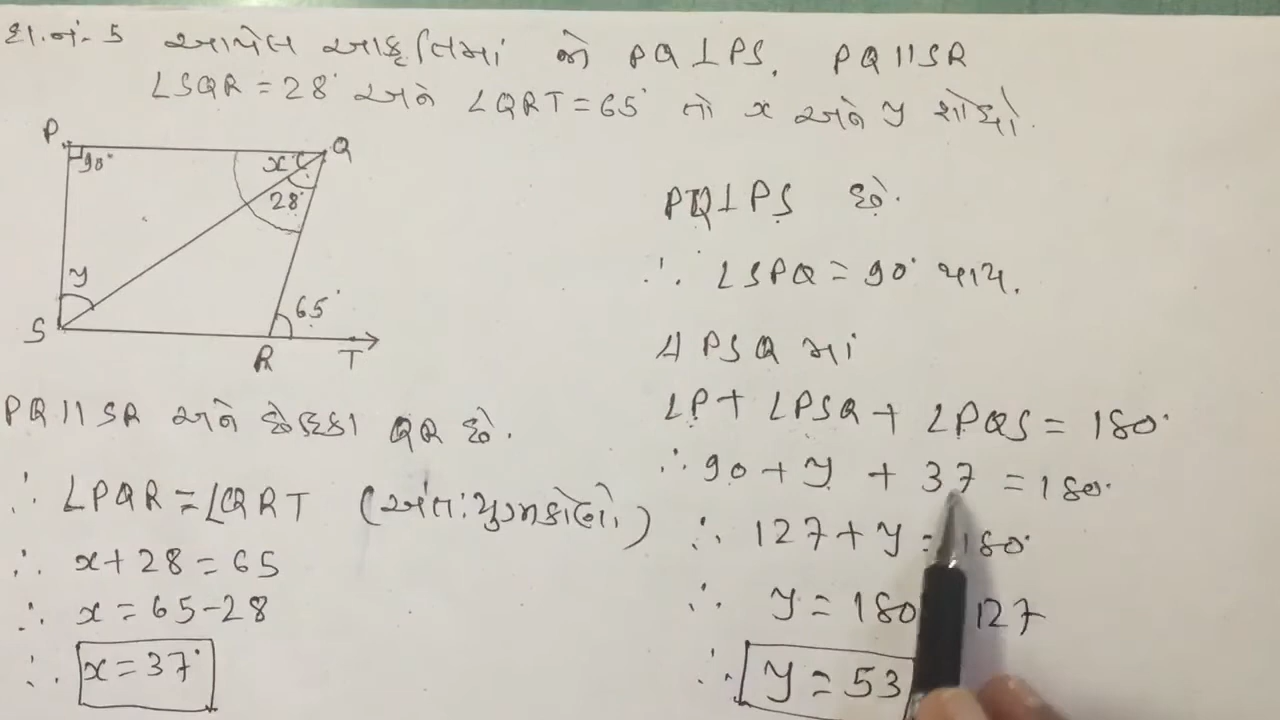 દા.નં- 5 આપેલ આકૃતિમાં જો PQ ⊥ PS, PQ || SR
∠SQR = 28° અને ∠QRT = 65° તો x અને y શોધો.
P 90° x Q
28°
y
65°
S R T
PQ || SR અને છેદિકા QR છે.
∴ ∠PQR = ∠QRT (અંત:યુગ્મકોણો)
∴ x + 28 = 65
∴ x = 65 - 28
∴ x = 37°
PQ ⊥ PS છે.
∴ ∠SPQ = 90° થાય.
△ PSQ માં
∠P + ∠PSQ + ∠PQS = 180°
∴ 90 + y + 37 = 180°
∴ 127 + y = 180°
∴ y = 180 127
∴ y = 53